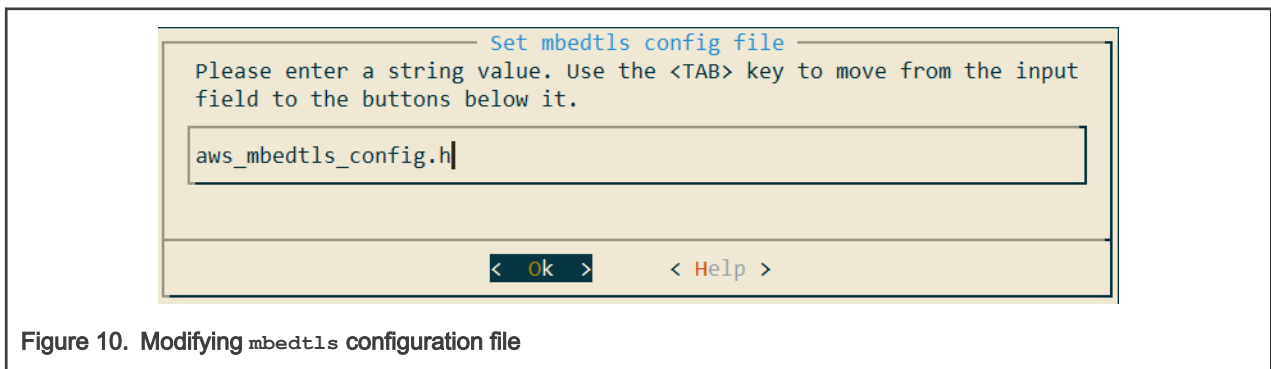 Set mbedtls config file
Please enter a string value. Use the <TAB> key to move from the input
field to the buttons below it.
aws_mbedtls_config.h
< Ok > < Help >
Figure 10. Modifying mbedtls configuration file